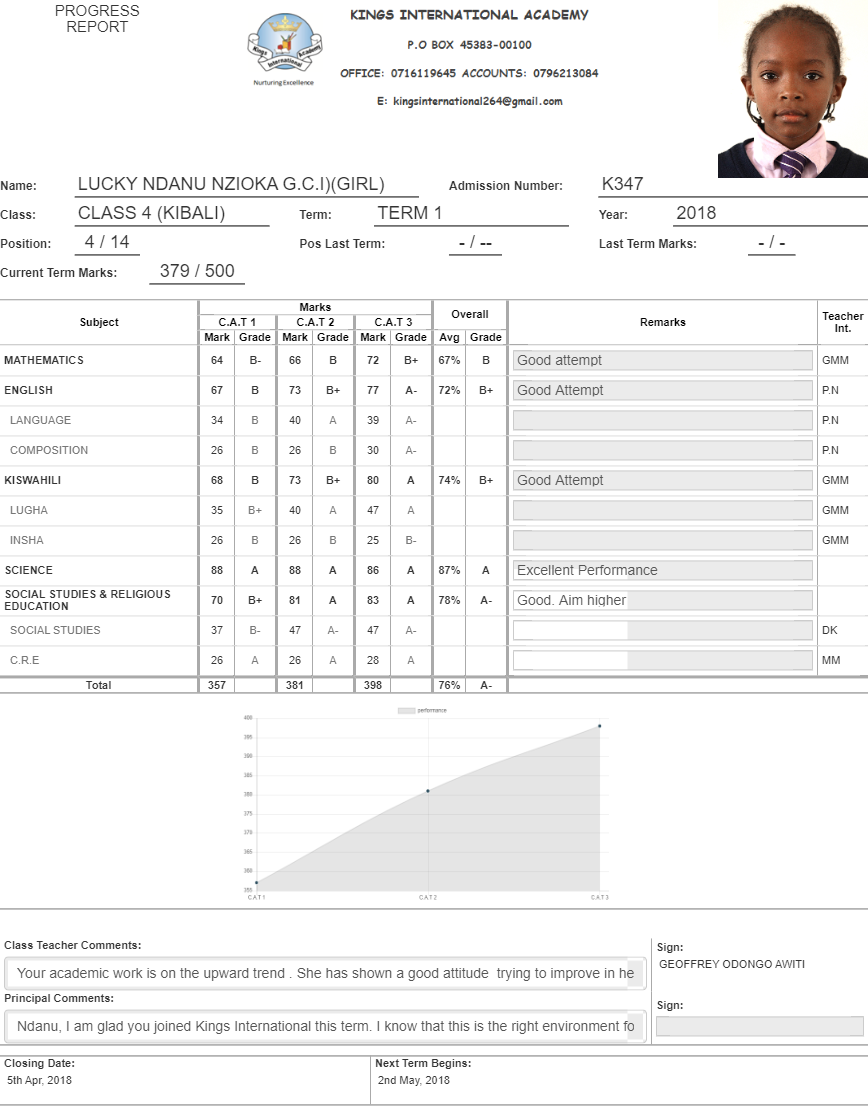 PROGRESS
REPORT
KINGS INTERNATIONAL ACADEMY
P.O BOX 45383-00100
OFFICE: 0716119645 ACCOUNTS: 0796213084
E: kingsinternational264@gmail.com
Kings International Academy
Nurturing Excellence
Name: LUCKY NDANU NZIOKA G.C.I)(GIRL) Admission Number: K347
Class: CLASS 4 (KIBALI) Term: TERM 1 Year: 2018
Position: 4 / 14 Pos Last Term: - / -- Last Term Marks: - / -
Current Term Marks: 379 / 500
Subject Marks Overall Remarks Teacher Int.
C.A.T 1 C.A.T 2 C.A.T 3
Mark Grade Mark Grade Mark Grade Avg Grade
MATHEMATICS 64 B- 66 B 72 B+ 67% B Good attempt GMM
ENGLISH 67 B 73 B+ 77 A- 72% B+ Good Attempt P.N
LANGUAGE 34 B 40 A 39 A- P.N
COMPOSITION 26 B 26 B 30 A- P.N
KISWAHILI 68 B 73 B+ 80 A 74% B+ Good Attempt GMM
LUGHA 35 B+ 40 A 47 A GMM
INSHA 26 B 26 B 25 B- GMM
SCIENCE 88 A 88 A 86 A 87% A Excellent Performance
SOCIAL STUDIES & RELIGIOUS EDUCATION 70 B+ 81 A 83 A 78% A- Good. Aim higher
SOCIAL STUDIES 37 B- 47 A- 47 A- DK
C.R.E 26 A 26 A 28 A MM
Total 357 381 398 76% A-
performance
400
395
390
385
380
375
370
365
360
355
CAT1 CAT2 CAT3
Class Teacher Comments:
Your academic work is on the upward trend . She has shown a good attitude trying to improve in he
Sign:
GEOFFREY ODONGO AWITI
Principal Comments:
Ndanu, I am glad you joined Kings International this term. I know that this is the right environment fo
Sign:
Closing Date:
5th Apr, 2018
Next Term Begins:
2nd May, 2018